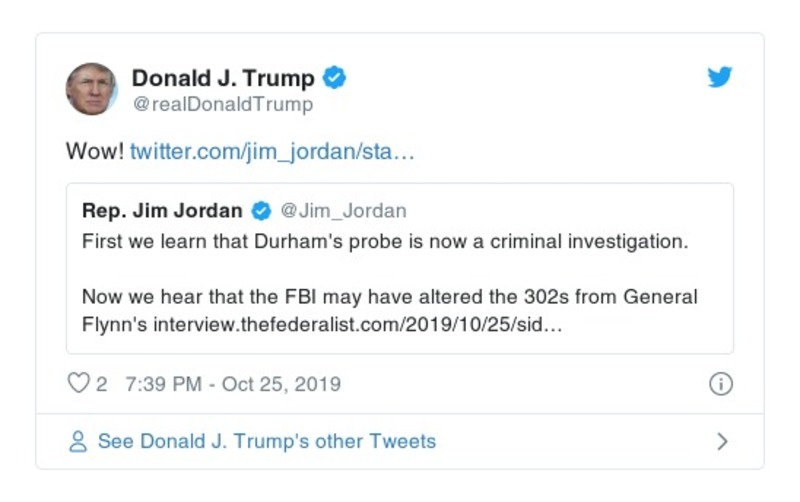 Donald J. Trump
@realDonaldTrump
Wow! twitter.com/jim_jordan/sta…
Rep. Jim Jordan @Jim_Jordan
First we learn that Durham's probe is now a criminal investigation.
Now we hear that the FBI may have altered the 302s from General
Flynn's interview.thefederalist.com/2019/10/25/sid…
2 7:39 PM - Oct 25, 2019
See Donald J. Trump's other Tweets